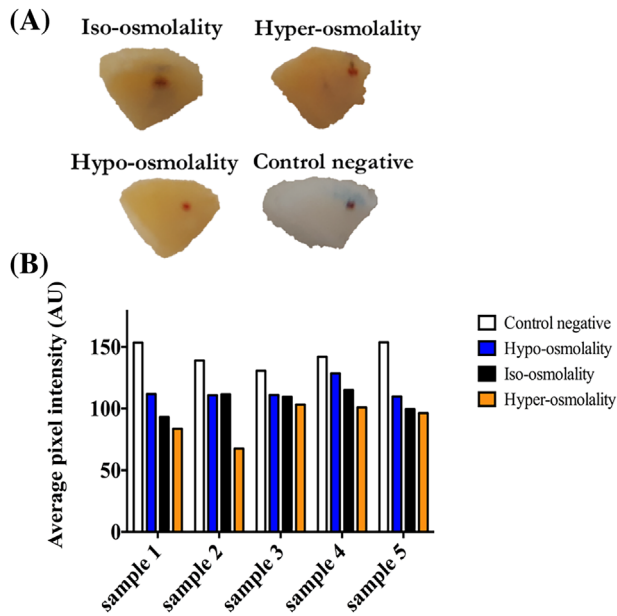 (A)
Iso-osmolality
Hyper-osmolality
Hypo-osmolality
Control negative
(B)
Average pixel intensity (AU)
150
100
50
0
sample 1
sample 2
sample 3
sample 4
sample 5
Control negative
Hypo-osmolality
Iso-osmolality
Hyper-osmolality